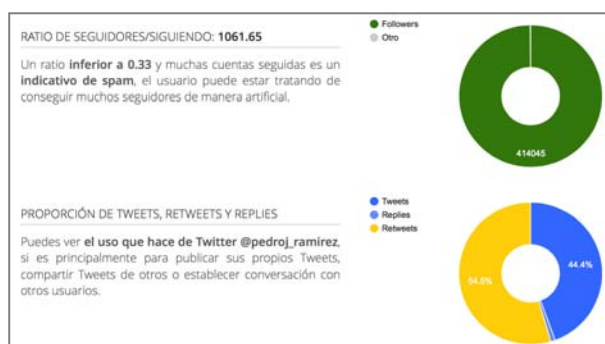 RATIO DE SEGUIDORES/SIGUIENDO: 1061.65
Un ratio inferior a 0.33 y muchas cuentas seguidas es un
indicativo de spam, el usuario puede estar tratando de
conseguir muchos seguidores de manera artificial.
Followers
Otro
414045
PROPORCIÓN DE TWEETS, RETWEETS Y REPLIES
Puedes ver el uso que hace de Twitter @pedroj_ramirez,
si es principalmente para publicar sus propios Tweets,
compartir Tweets de otros o establecer conversación con
otros usuarios.
Tweets
Replies
Retweets
44.4%